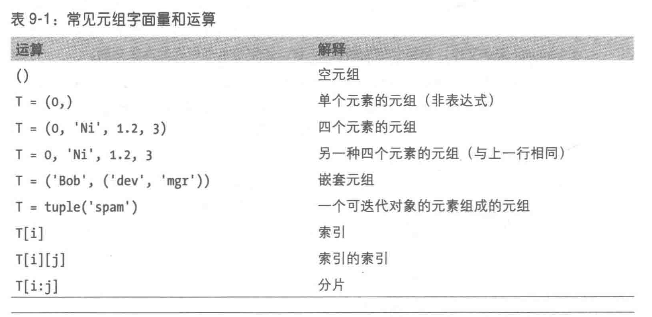 表 9-1：常见元组字面量和运算
运算 解释
() 空元组
T = (0,) 单个元素的元组（非表达式）
T = (0, 'Ni', 1.2, 3) 四个元素的元组
T = 0, 'Ni', 1.2, 3 另一种四个元素的元组（与上一行相同）
T = ('Bob', ('dev', 'mgr')) 嵌套元组
T = tuple('spam') 一个可迭代对象的元素组成的元组
T[i] 索引
T[i][j] 索引的索引
T[i:j] 分片